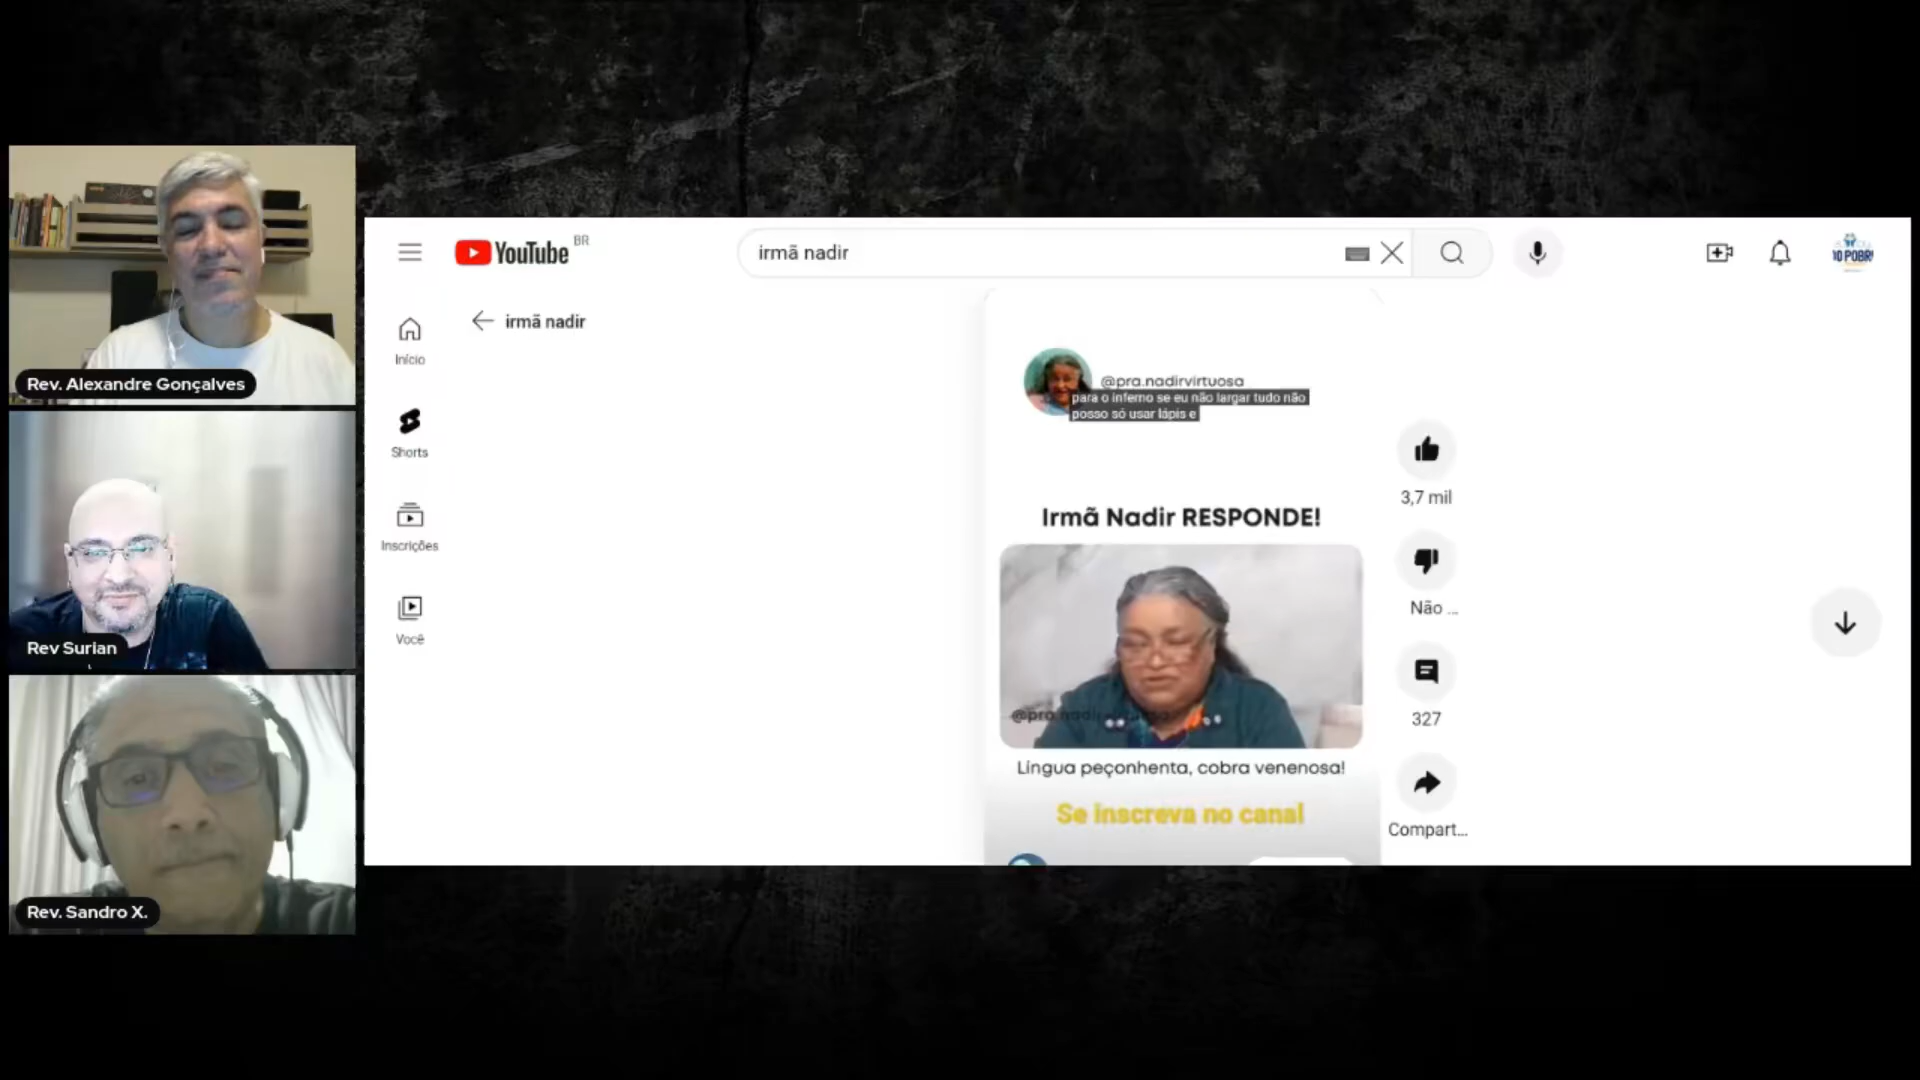 Rev. Alexandre Gonçalves
Rev Surian
Rev. Sandro X.
YouTube BR
irmã nadir
irmã nadir
Início
Shorts
Inscrições
Você
@pra.nadirvirtuosa
para o inferno se eu não largar tudo não
posso só usar lápis e
Irmã Nadir RESPONDE!
Língua peçonhenta, cobra venenosa!
Se inscreva no canal
3,7 mil
Não ...
327
Compart...